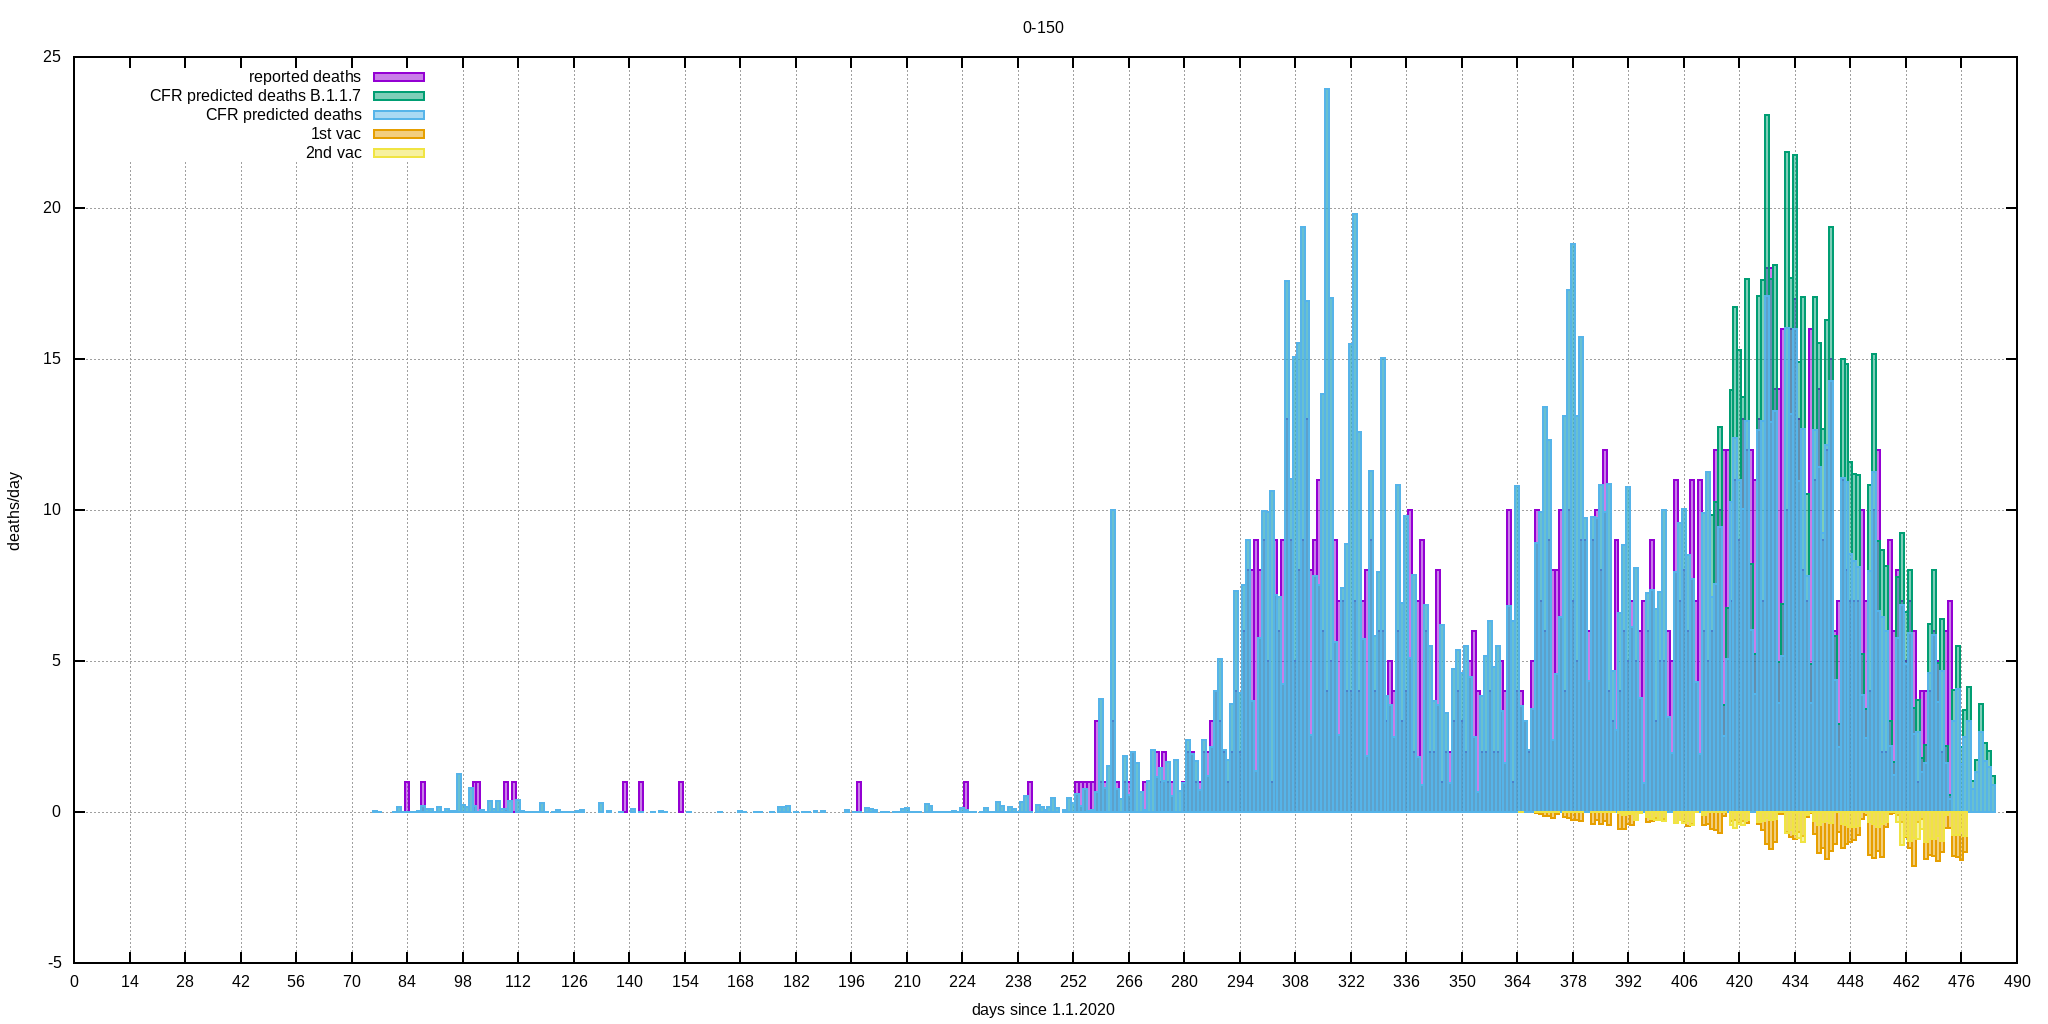 0-150
25
20
15
10
5
0
-5
deaths/day
reported deaths
CFR predicted deaths B.1.1.7
CFR predicted deaths
1st vac
2nd vac
0 14 28 42 56 70 84 98 112 126 140 154 168 182 196 210 224 238 252 266 280 294 308 322 336 350 364 378 392 406 420 434 448 462 476 490
days since 1.1.2020